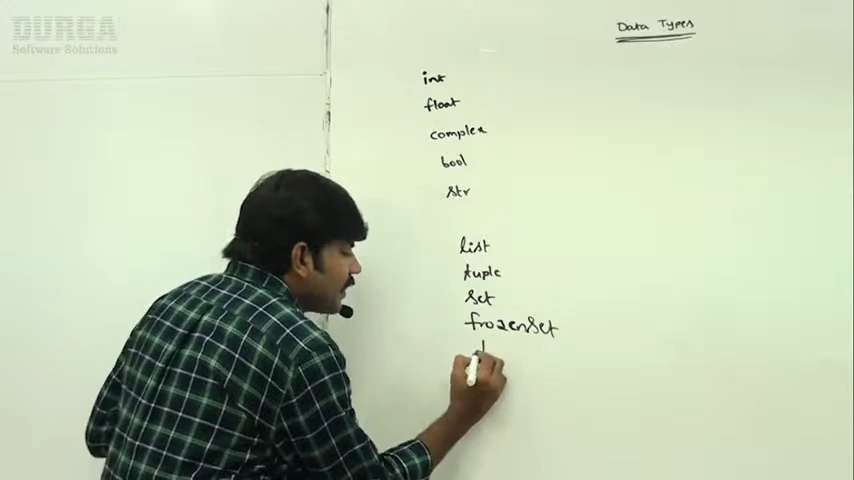 DURGA
Software Solutions
Data Types
int
float
complex
bool
str
list
tuple
set
frozenset